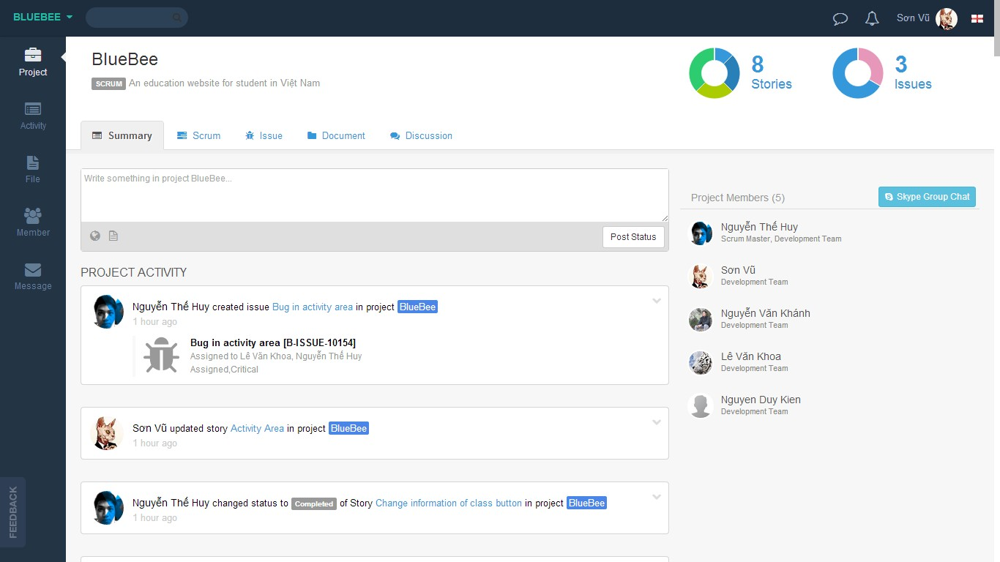 BLUEBEE
Sơn Vũ
Project
Activity
File
Member
Message
FEEDBACK
BlueBee
SCRUM An education website for student in Việt Nam
8
Stories
3
Issues
Summary
Scrum
Issue
Document
Discussion
Write something in project BlueBee...
Post Status
PROJECT ACTIVITY
Nguyễn Thế Huy created issue Bug in activity area in project BlueBee
1 hour ago
Bug in activity area [B-ISSUE-10154]
Assigned to Lê Văn Khoa, Nguyễn Thế Huy
Assigned,Critical
Sơn Vũ updated story Activity Area in project BlueBee
1 hour ago
Nguyễn Thế Huy changed status to Completed of Story Change information of class button in project BlueBee
1 hour ago
Project Members (5)
Skype Group Chat
Nguyễn Thế Huy
Scrum Master, Development Team
Sơn Vũ
Development Team
Nguyễn Văn Khánh
Development Team
Lê Văn Khoa
Development Team
Nguyen Duy Kien
Development Team